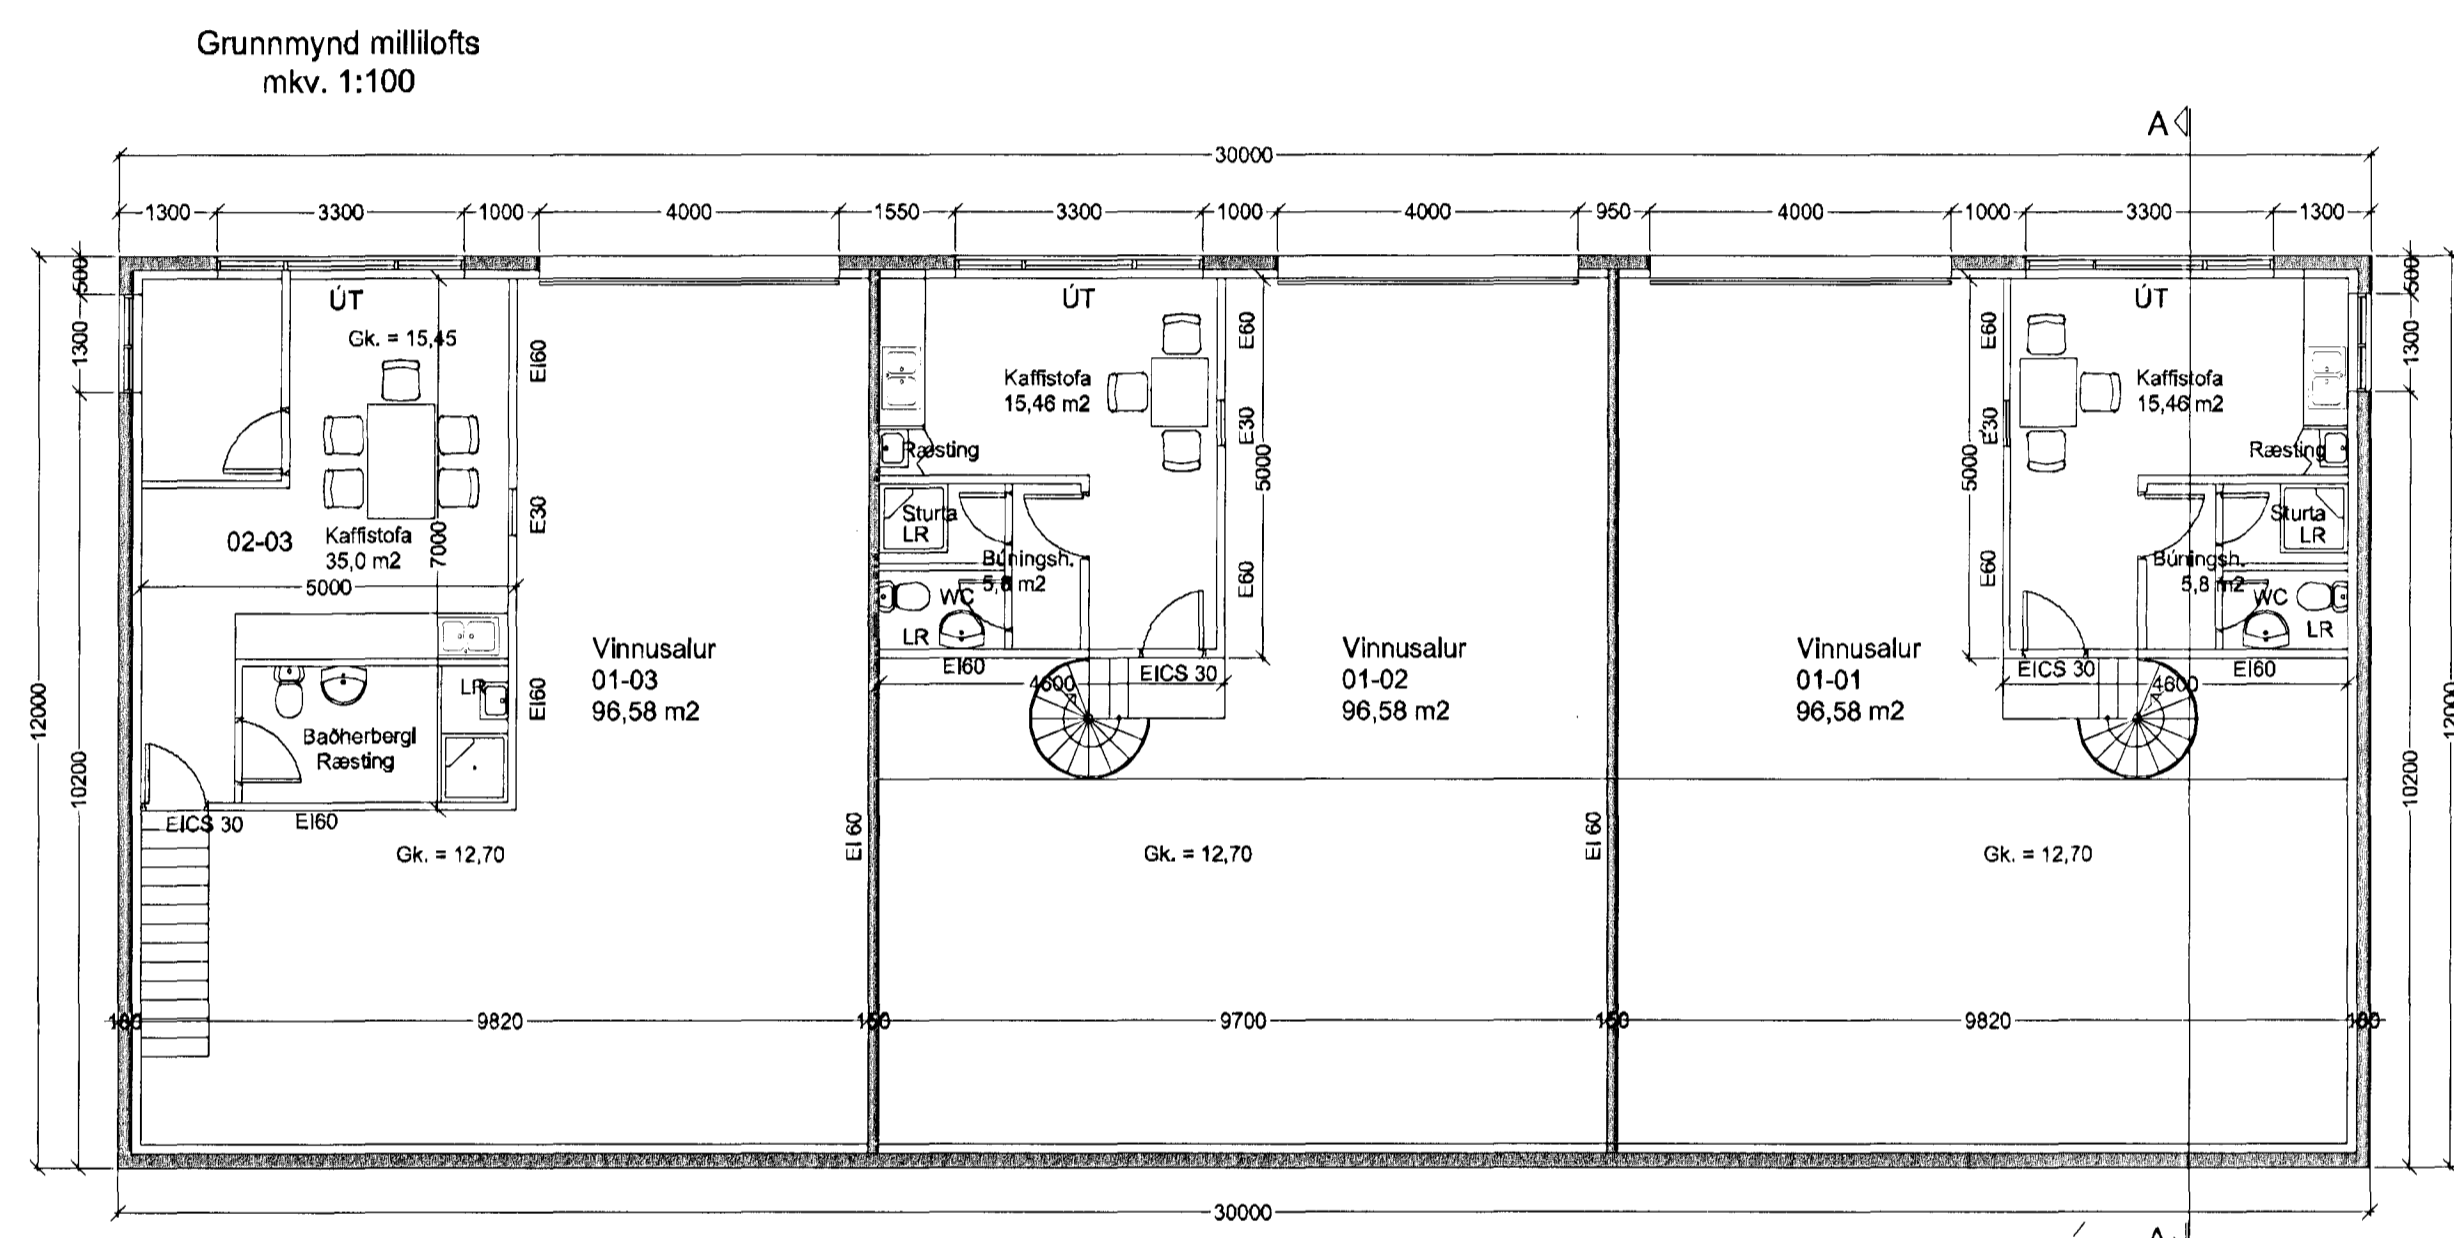 Grunnmynd millilofts
mkv. 1:100
A
30000
1300 3300 1000 4000 1550 3300 1000 4000 950 4000 1000 3300 1300
500
1300
10200
12000
ÚT
Gk. = 15,45
EI60
E30
02-03
Kaffistofa
35,0 m2
7000
5000
LR
EI60
Baðherbergi
Ræsting
EICS 30
EI60
Gk. = 12,70
Vinnusalur
01-03
96,58 m2
EI 60
ÚT
Kaffistofa
15,46 m2
Ræsting
E60
E30
5000
E60
Sturta
LR
Búningsh.
5,8 m2
WC
LR
EI60
4600
EICS 30
Vinnusalur
01-02
96,58 m2
Gk. = 12,70
EI 60
ÚT
Kaffistofa
15,46 m2
Ræsting
E60
E30
5000
E60
Sturta
LR
Búningsh.
5,8 m2
WC
LR
EICS 30
4600
EI60
Vinnusalur
01-01
96,58 m2
Gk. = 12,70
500
1300
10200
12000
180 9820 150 9700 150 9820 180
30000
A